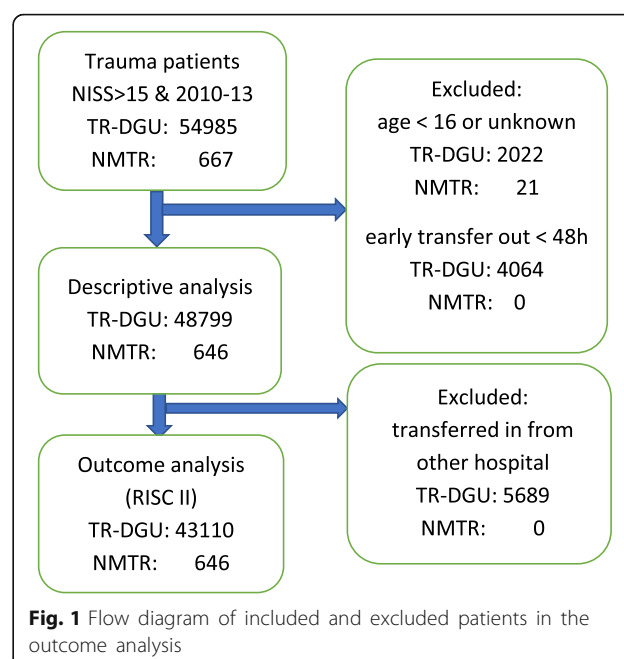 Trauma patients
NISS>15 & 2010-13
TR-DGU: 54985
NMTR: 667
Excluded:
age < 16 or unknown
TR-DGU: 2022
NMTR: 21
early transfer out < 48h
TR-DGU: 4064
NMTR: 0
Descriptive analysis
TR-DGU: 48799
NMTR: 646
Excluded:
transferred in from
other hospital
TR-DGU: 5689
NMTR: 0
Outcome analysis
(RISC II)
TR-DGU: 43110
NMTR: 646
Fig. 1 Flow diagram of included and excluded patients in the
outcome analysis